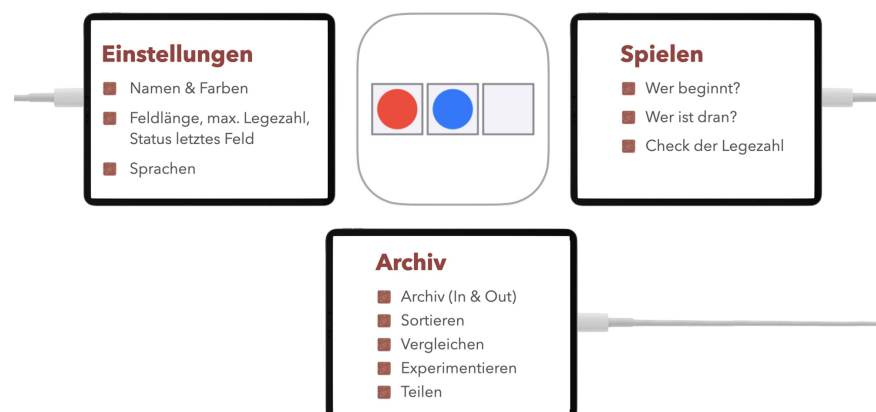 Einstellungen
Namen & Farben
Feldlänge, max. Legezahl,
Status letztes Feld
Sprachen
Spielen
Wer beginnt?
Wer ist dran?
Check der Legezahl
Archiv
Archiv (In & Out)
Sortieren
Vergleichen
Experimentieren
Teilen